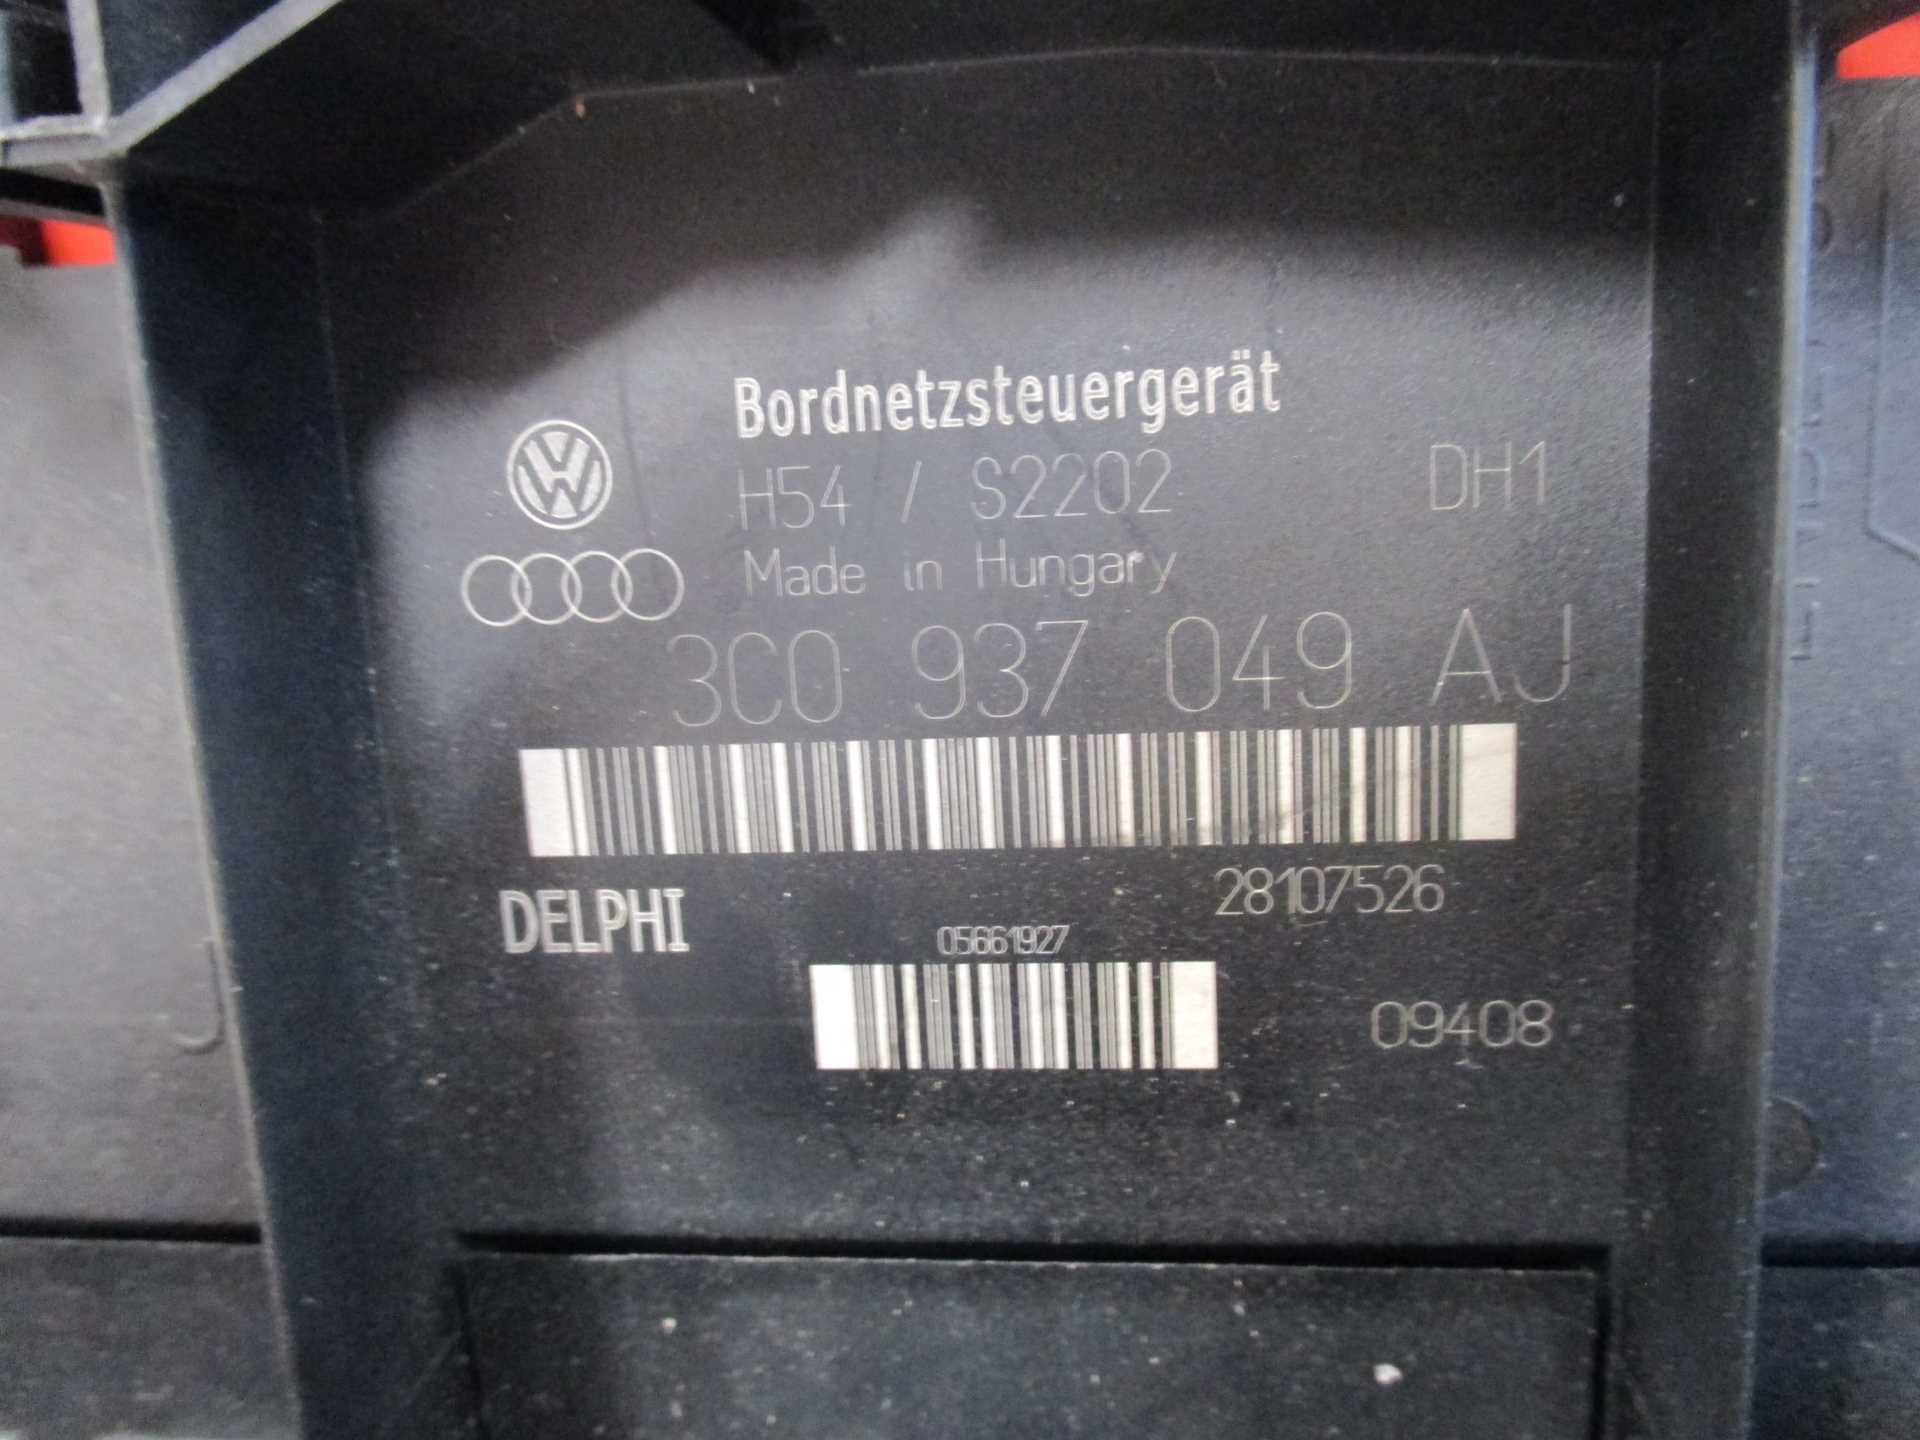 Bordnetzsteuergerät
H54 / S2202 DH1
Made in Hungary
3C0 937 049 AJ
DELPHI
28107526
05661927
09408